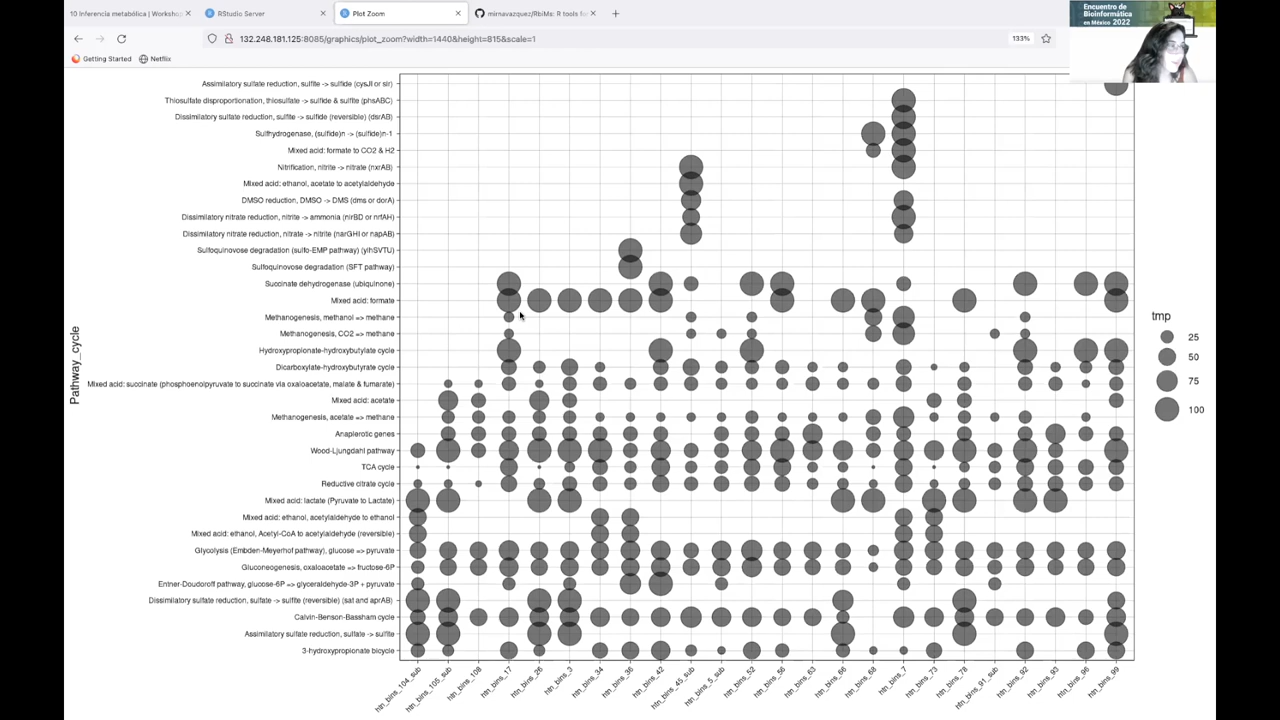 10 Inferencia metabólica | Worksho
RStudio Server
Plot Zoom
mirnavazquez/RbiMs: R tools fo
132.248.181.125:8085/graphics/plot_zoom?width=1440&height=815&scale=1
133%
Getting Started
Netflix
Encuentro de
Bioinformática
en México 2022
Pathway_cycle
Assimilatory sulfate reduction, sulfite -> sulfide (cysJI or sir)
Thiosulfate disproportionation, thiosulfate -> sulfide & sulfite (phsABC)
Dissimilatory sulfate reduction, sulfite -> sulfide (reversible) (dsrAB)
Sulfhydrogenase, (sulfide)n -> (sulfide)n-1
Mixed acid: formate to CO2 & H2
Nitrification, nitrite -> nitrate (nxrAB)
Mixed acid: ethanol, acetate to acetylaldehyde
DMSO reduction, DMSO -> DMS (dms or dorA)
Dissimilatory nitrate reduction, nitrite -> ammonia (nirBD or nrfAH)
Dissimilatory nitrate reduction, nitrate -> nitrite (narGHI or napAB)
Sulfoquinovose degradation (sulfo-EMP pathway) (yihSVTU)
Sulfoquinovose degradation (SFT pathway)
Succinate dehydrogenase (ubiquinone)
Mixed acid: formate
Methanogenesis, methanol => methane
Methanogenesis, CO2 => methane
Hydroxypropionate-hydroxybutylate cycle
Dicarboxylate-hydroxybutyrate cycle
Mixed acid: succinate (phosphoenolpyruvate to succinate via oxaloacetate, malate & fumarate)
Mixed acid: acetate
Methanogenesis, acetate => methane
Anaplerotic genes
Wood-Ljungdahl pathway
TCA cycle
Reductive citrate cycle
Mixed acid: lactate (Pyruvate to Lactate)
Mixed acid: ethanol, acetylaldehyde to ethanol
Mixed acid: ethanol, Acetyl-CoA to acetylaldehyde (reversible)
Glycolysis (Embden-Meyerhof pathway), glucose => pyruvate
Gluconeogenesis, oxaloacetate => fructose-6P
Entner-Doudoroff pathway, glucose-6P => glyceraldehyde-3P + pyruvate
Dissimilatory sulfate reduction, sulfate -> sulfite (reversible) (sat and aprAB)
Calvin-Benson-Bassham cycle
Assimilatory sulfate reduction, sulfate -> sulfite
3-hydroxypropionate bicycle
tmp
25
50
75
100
htn_bins_104_sub
htn_bins_105_sub
htn_bins_108
htn_bins_17
htn_bins_26
htn_bins_3
htn_bins_34
htn_bins_36
htn_bins_42
htn_bins_45_sub
htn_bins_5_sub
htn_bins_52
htn_bins_56
htn_bins_63
htn_bins_66
htn_bins_68
htn_bins_7
htn_bins_73
htn_bins_78
htn_bins_91_sub
htn_bins_92
htn_bins_93
htn_bins_96
htn_bins_99